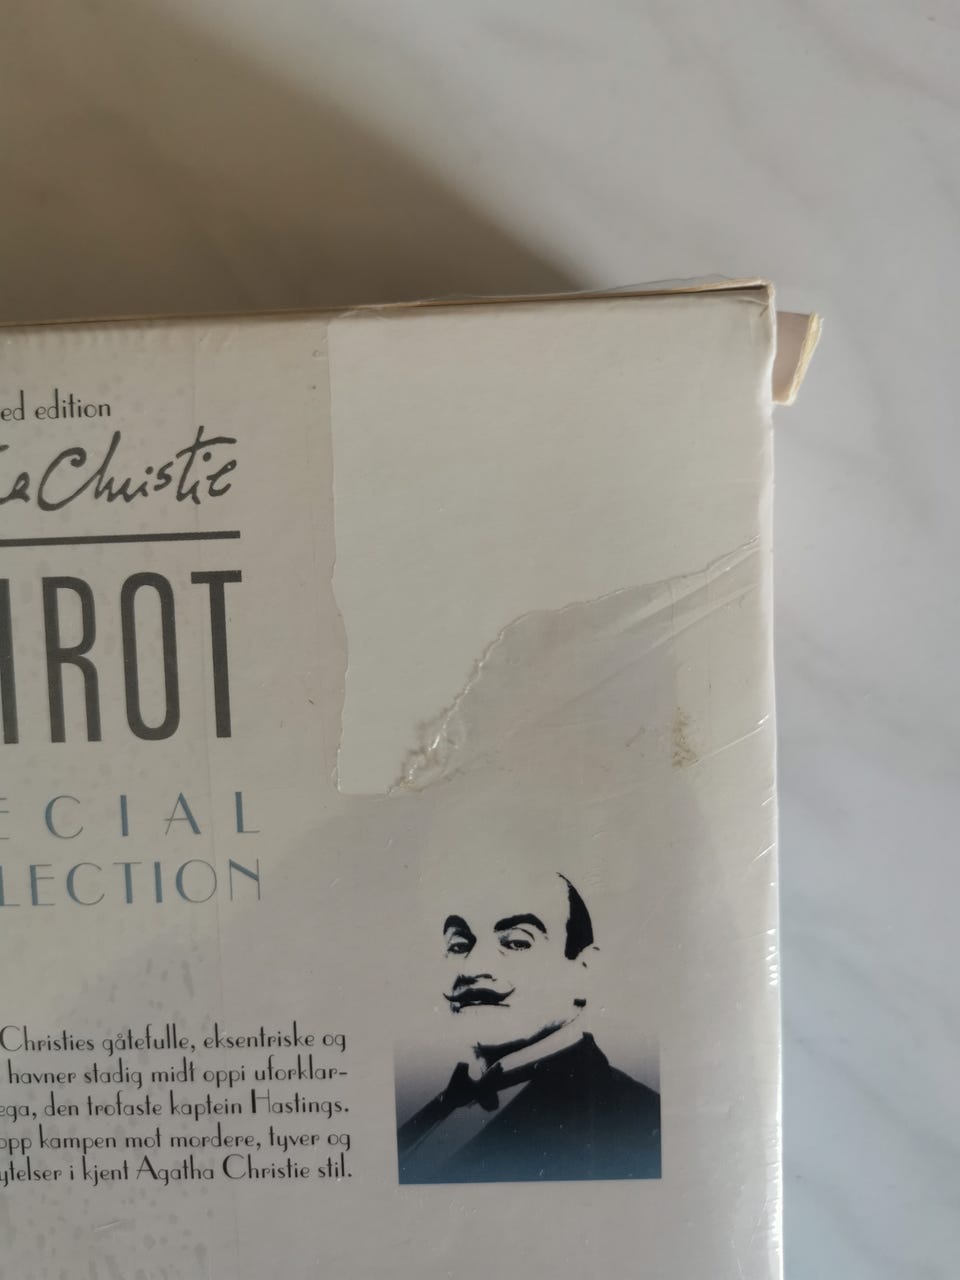 ed edition
Christie
IROT
ECIAL
LECTION
Christies gåtefulle, eksentriske og
havner stadig midt oppi uforklar-
ega, den trofaste kaptein Hastings.
opp kampen mot mordere, tyver og
ytelser i kjent Agatha Christie stil.